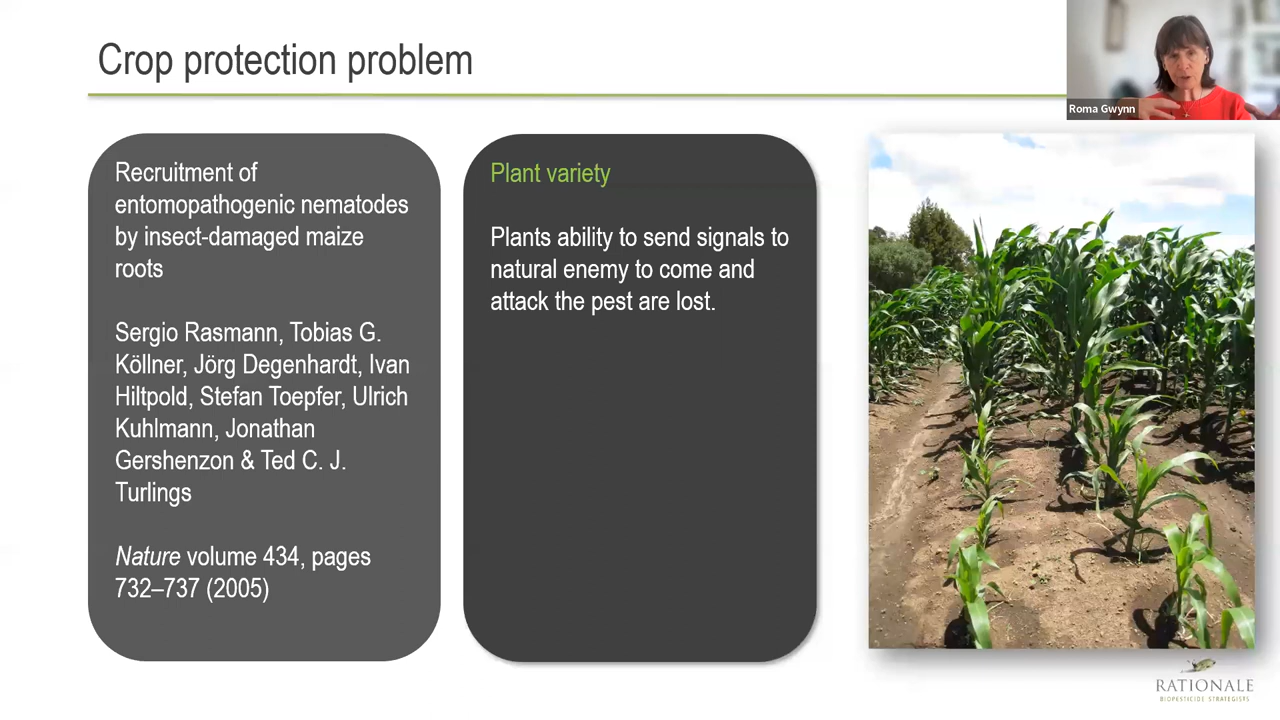 Crop protection problem
Roma Gwynn
Recruitment of
entomopathogenic nematodes
by insect-damaged maize
roots
Sergio Rasmann, Tobias G.
Köllner, Jörg Degenhardt, Ivan
Hiltpold, Stefan Toepfer, Ulrich
Kuhlmann, Jonathan
Gershenzon & Ted C. J.
Turlings
Nature volume 434, pages
732–737 (2005)
Plant variety
Plants ability to send signals to
natural enemy to come and
attack the pest are lost.
RATIONALE
BIOPESTICIDE STRATEGISTS